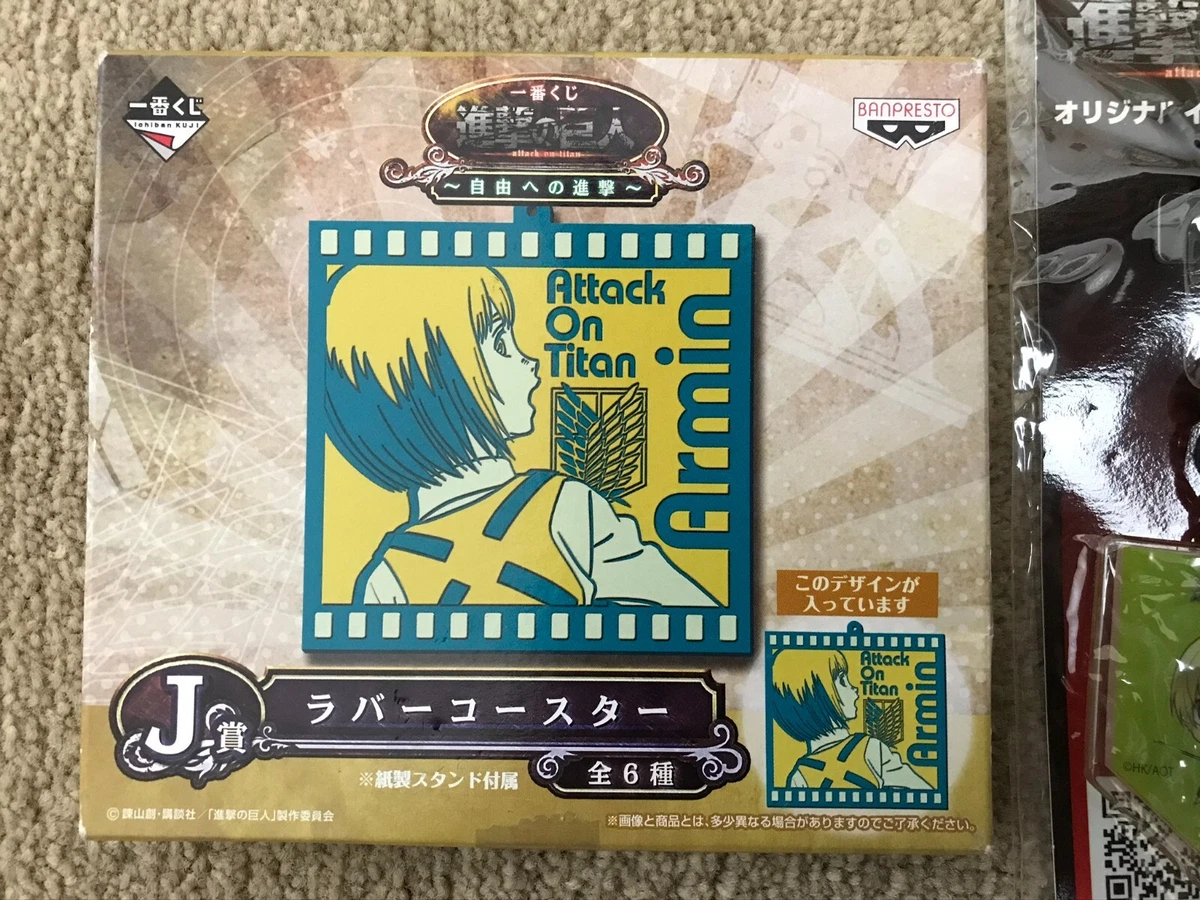 一番くじ
Ichiban KUJI
一番くじ
進撃の巨人
attack on titan
～自由への進撃～
BANPRESTO
Attack
On
Titan
Armin
このデザインが
入っています
Attack
On
Titan
Armin
J賞
ラバーコースター
全6種
※紙製スタンド付属
©諫山創・講談社／「進撃の巨人」製作委員会
※画像と商品とは、多少異なる場合がありますのでご了承ください。
進撃
atta
オリジナル
©HK/AOT